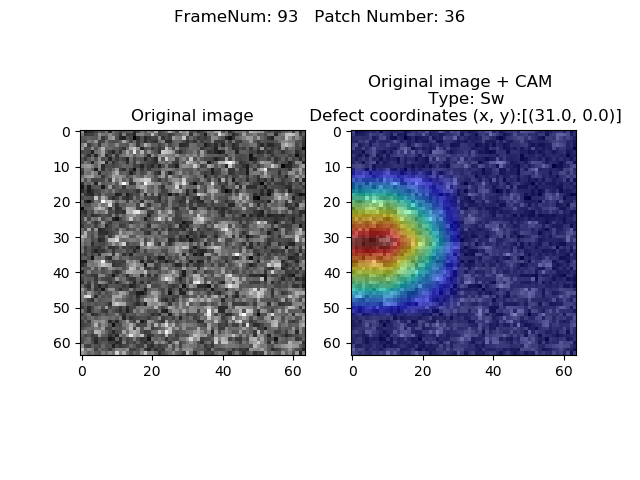 FrameNum: 93   Patch Number: 36
Original image
Original image + CAM
Type: Sw
Defect coordinates (x, y):[(31.0, 0.0)]
0
10
20
30
40
50
60
0 20 40 60
0
10
20
30
40
50
60
0 20 40 60